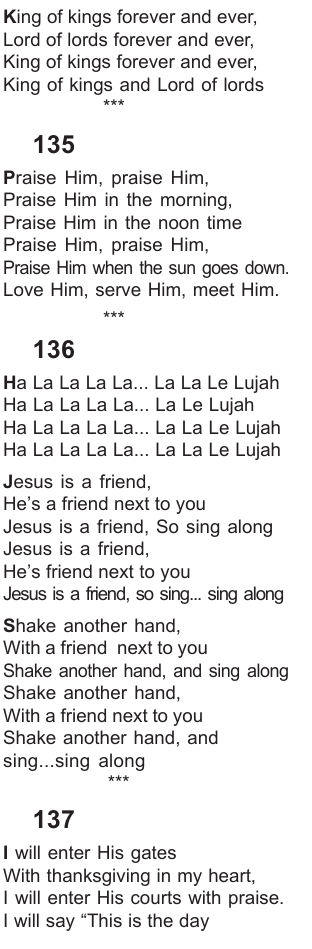 King of kings forever and ever,
Lord of lords forever and ever,
King of kings forever and ever,
King of kings and Lord of lords
***
135
Praise Him, praise Him,
Praise Him in the morning,
Praise Him in the noon time
Praise Him, praise Him,
Praise Him when the sun goes down.
Love Him, serve Him, meet Him.
***
136
Ha La La La La... La La Le Lujah
Ha La La La La... La Le Lujah
Ha La La La La... La La Le Lujah
Ha La La La La... La La Le Lujah
Jesus is a friend,
He's a friend next to you
Jesus is a friend, So sing along
Jesus is a friend,
He's friend next to you
Jesus is a friend, so sing... sing along
Shake another hand,
With a friend next to you
Shake another hand, and sing along
Shake another hand,
With a friend next to you
Shake another hand, and
sing...sing along
***
137
I will enter His gates
With thanksgiving in my heart,
I will enter His courts with praise.
I will say “This is the day